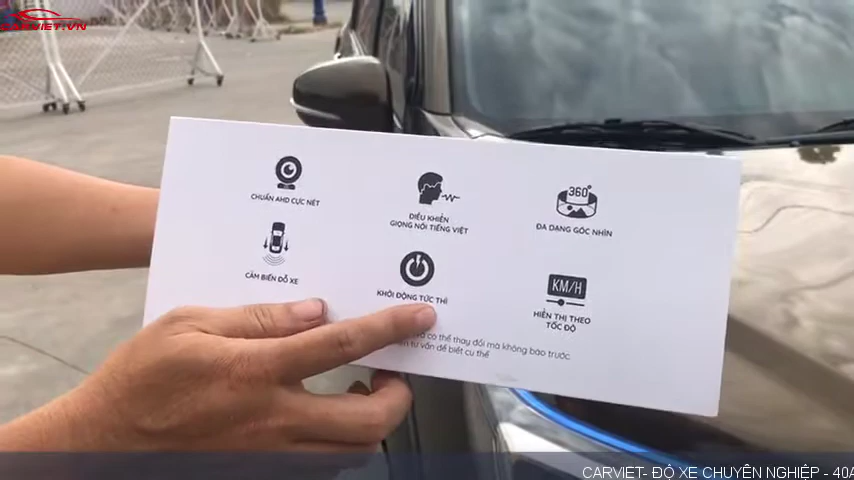 CARVIET.VN
CHUẨN AHD CỰC NÉT
ĐIỀU KHIỂN
GIỌNG NÓI TIẾNG VIỆT
360°
ĐA DẠNG GÓC NHÌN
CẢM BIẾN ĐỖ XE
KHỞI ĐỘNG TỨC THÌ
KM/H
HIỂN THỊ THEO
TỐC ĐỘ
có thể thay đổi mà không báo trước
tư vấn để biết cụ thể
CARVIET- ĐỘ XE CHUYÊN NGHIỆP - 40A